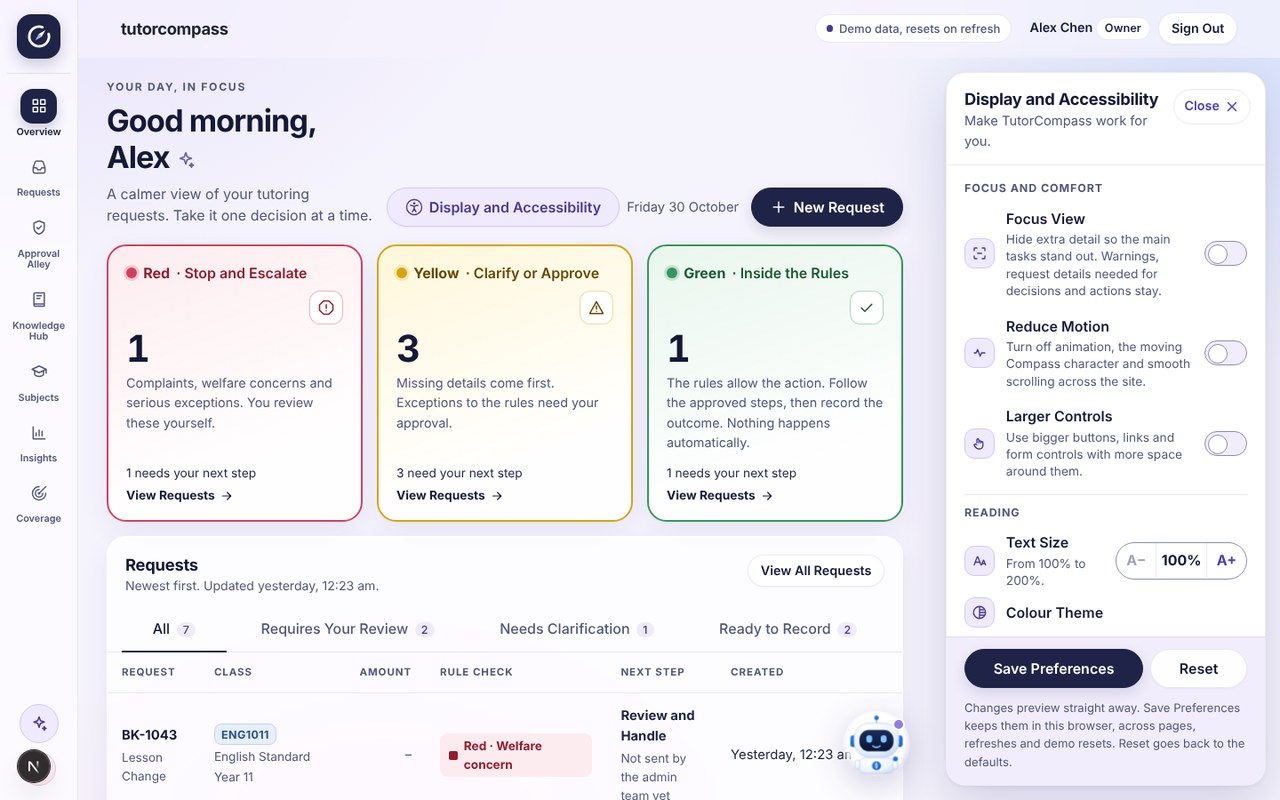 tutorcompass
Demo data, resets on refresh
Alex Chen Owner
Sign Out
Overview
Requests
Approval
Alley
Knowledge
Hub
Subjects
Insights
Coverage
N
YOUR DAY, IN FOCUS
Good morning,
Alex
A calmer view of your tutoring
requests. Take it one decision at a time.
Display and Accessibility
Friday 30 October
New Request
Red · Stop and Escalate
1
Complaints, welfare concerns and
serious exceptions. You review
these yourself.
1 needs your next step
View Requests →
Yellow · Clarify or Approve
3
Missing details come first.
Exceptions to the rules need your
approval.
3 need your next step
View Requests →
Green · Inside the Rules
1
The rules allow the action. Follow
the approved steps, then record the
outcome. Nothing happens
automatically.
1 needs your next step
View Requests →
Requests
Newest first. Updated yesterday, 12:23 am.
View All Requests
All 7
Requires Your Review 2
Needs Clarification 1
Ready to Record 2
REQUEST CLASS AMOUNT RULE CHECK NEXT STEP CREATED
BK-1043
Lesson
Change
ENG1011
English Standard
Year 11
–
Red · Welfare
concern
Review and
Handle
Not sent by
the admin
team yet
Yesterday, 12:23 am
Display and Accessibility
Make TutorCompass work for
you.
Close
FOCUS AND COMFORT
Focus View
Hide extra detail so the main
tasks stand out. Warnings,
request details needed for
decisions and actions stay.
Reduce Motion
Turn off animation, the moving
Compass character and smooth
scrolling across the site.
Larger Controls
Use bigger buttons, links and
form controls with more space
around them.
READING
Text Size
From 100% to
200%.
A− 100% A+
Colour Theme
Save Preferences
Reset
Changes preview straight away. Save Preferences
keeps them in this browser, across pages,
refreshes and demo resets. Reset goes back to the
defaults.